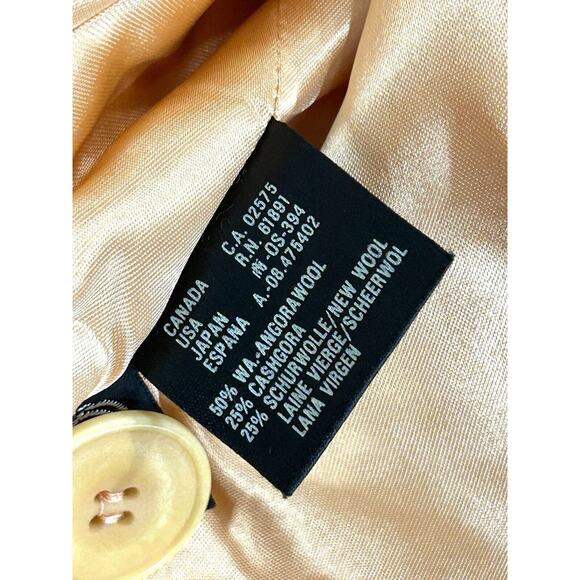 CANADA C.A. 02575
USA R.N. 61891
JAPAN -OS-394
ESPANA A.-08.475402
50% WA.-ANGORAWOOL
25% CASHGORA
25% SCHURWOLLE/NEW WOOL
LAINE VIERGE/SCHEERWOL
LANA VIRGEN